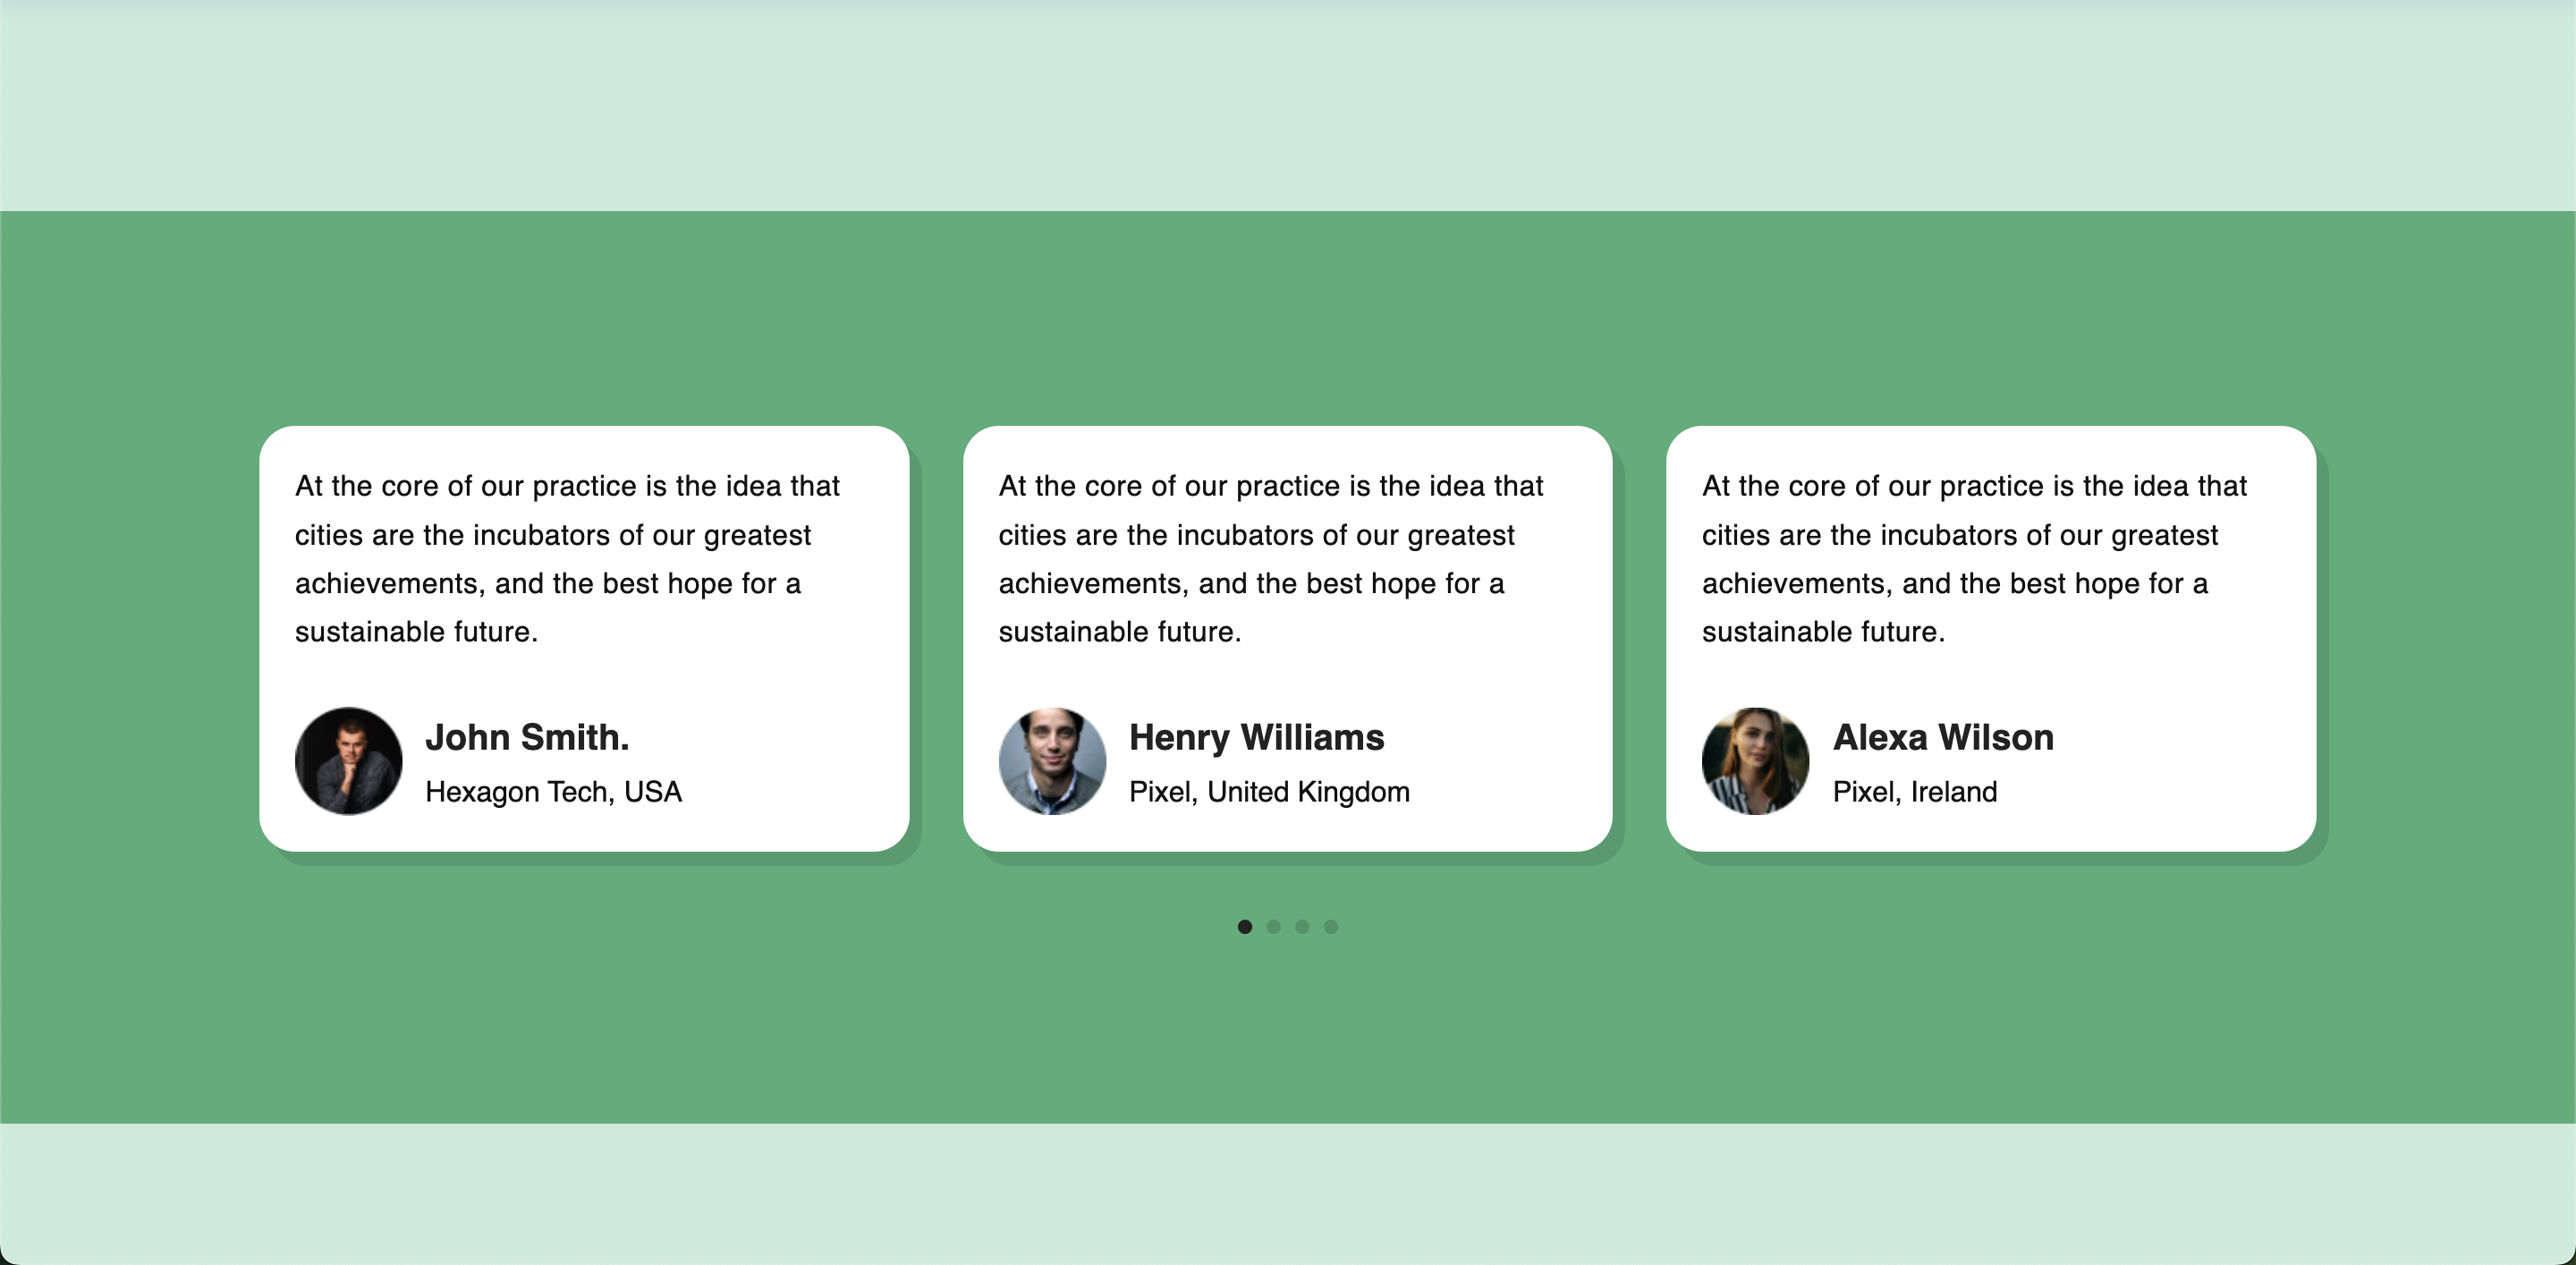 At the core of our practice is the idea that
cities are the incubators of our greatest
achievements, and the best hope for a
sustainable future.
John Smith.
Hexagon Tech, USA
At the core of our practice is the idea that
cities are the incubators of our greatest
achievements, and the best hope for a
sustainable future.
Henry Williams
Pixel, United Kingdom
At the core of our practice is the idea that
cities are the incubators of our greatest
achievements, and the best hope for a
sustainable future.
Alexa Wilson
Pixel, Ireland